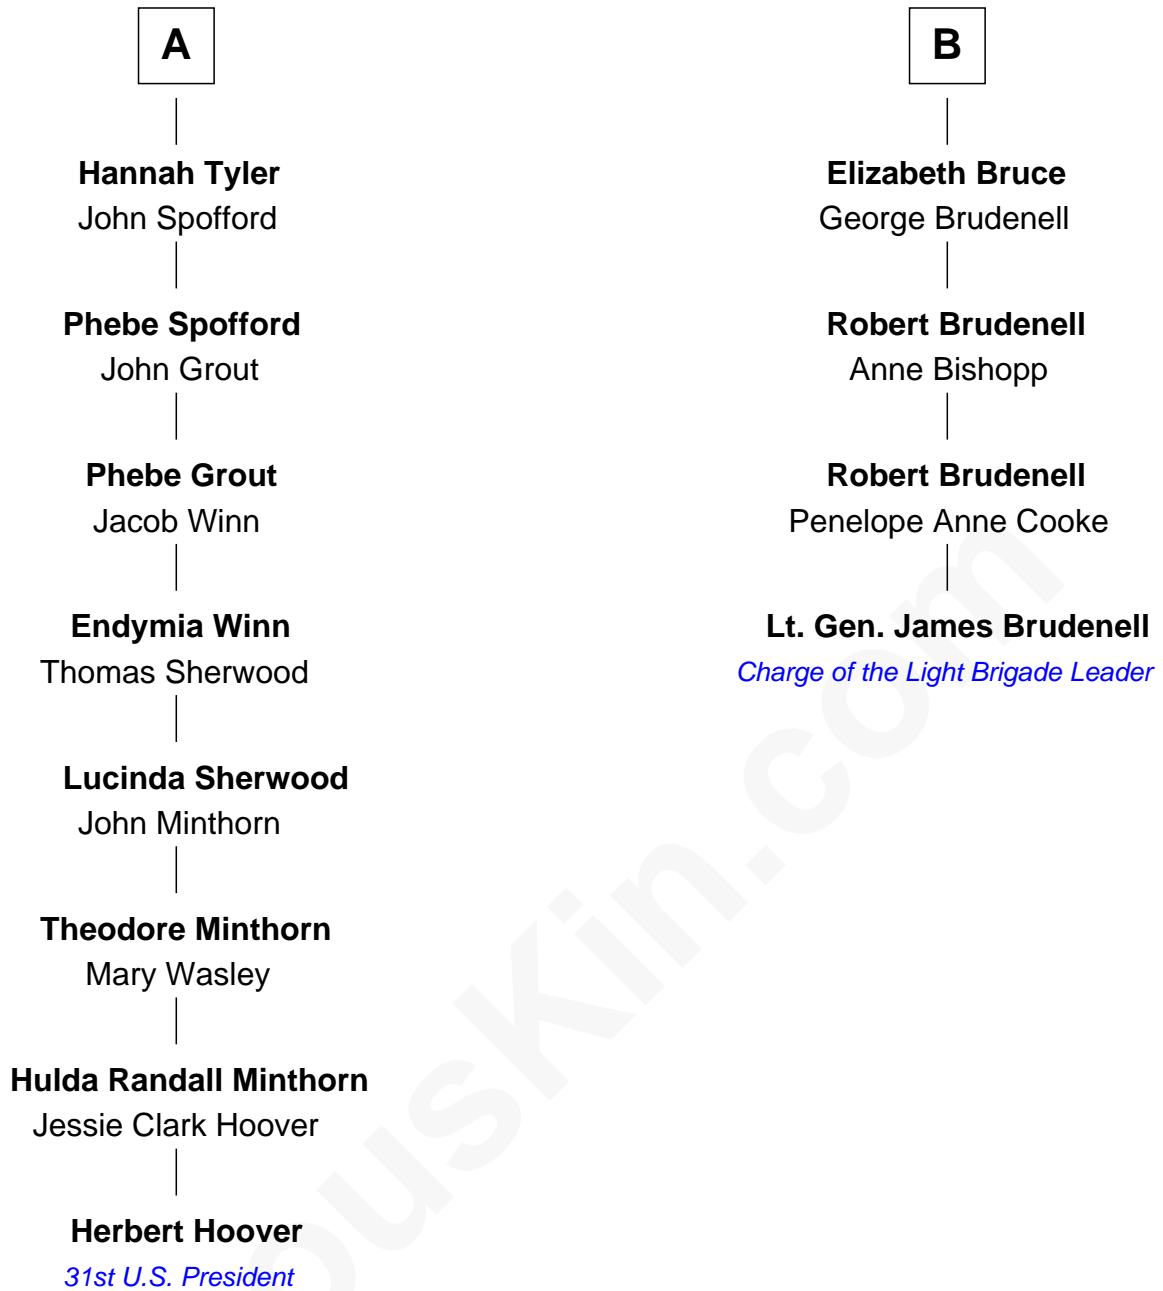 A
Hannah Tyler
John Spofford
Phebe Spofford
John Grout
Phebe Grout
Jacob Winn
Endymia Winn
Thomas Sherwood
Lucinda Sherwood
John Minthorn
Theodore Minthorn
Mary Wasley
Hulda Randall Minthorn
Jessie Clark Hoover
Herbert Hoover
31st U.S. President
B
Elizabeth Bruce
George Brudenell
Robert Brudenell
Anne Bishopp
Robert Brudenell
Penelope Anne Cooke
Lt. Gen. James Brudenell
Charge of the Light Brigade Leader
ousKin.com